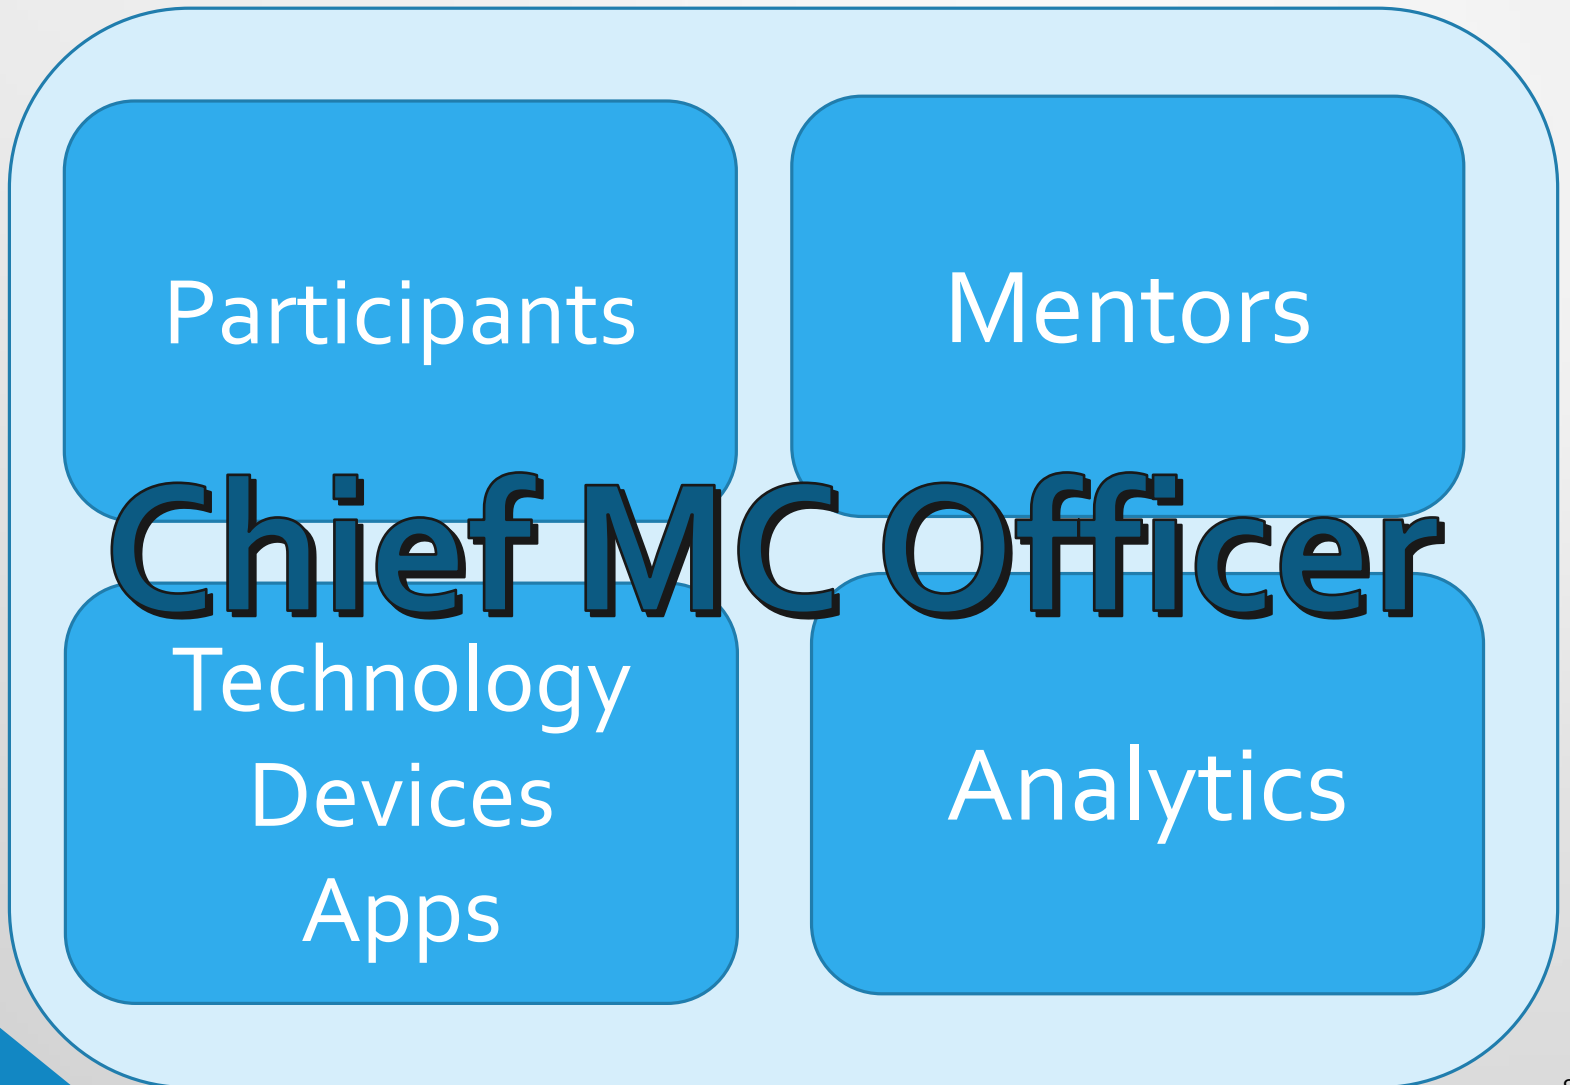 Participants
Mentors
Chief MC Officer
Technology
Devices
Apps
Analytics